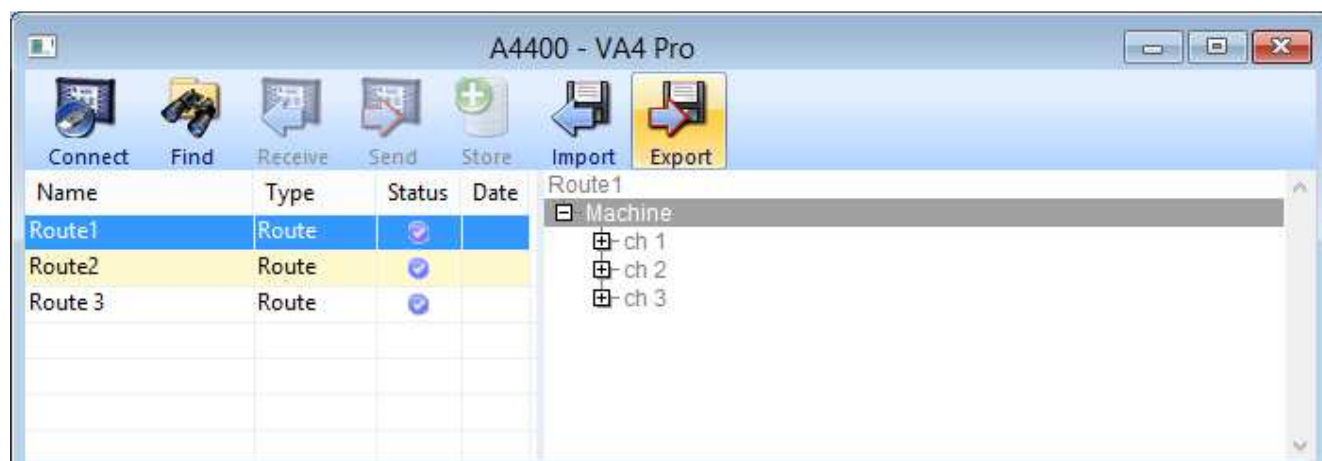 A4400 - VA4 Pro
Connect Find Receive Send Store Import Export
Name Type Status Date
Route1 Route
Route2 Route
Route 3 Route
Route1
Machine
ch 1
ch 2
ch 3